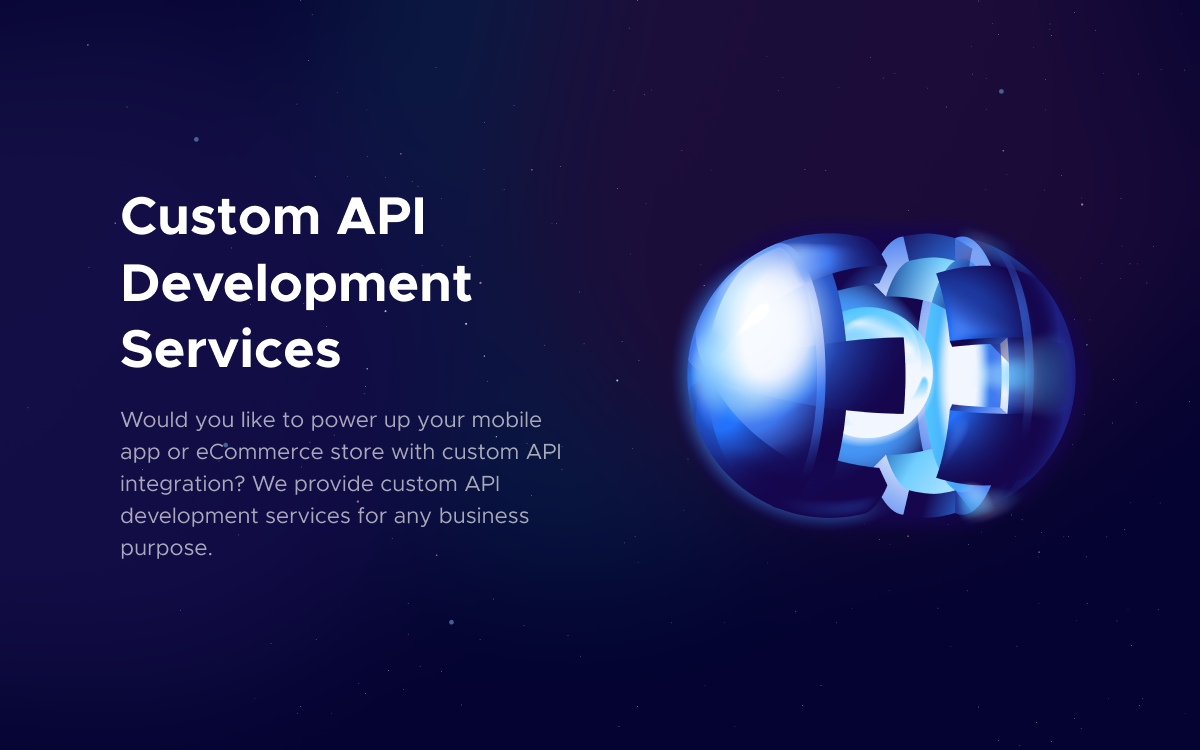 Custom API
Development
Services
Would you like to power up your mobile
app or eCommerce store with custom API
integration? We provide custom API
development services for any business
purpose.